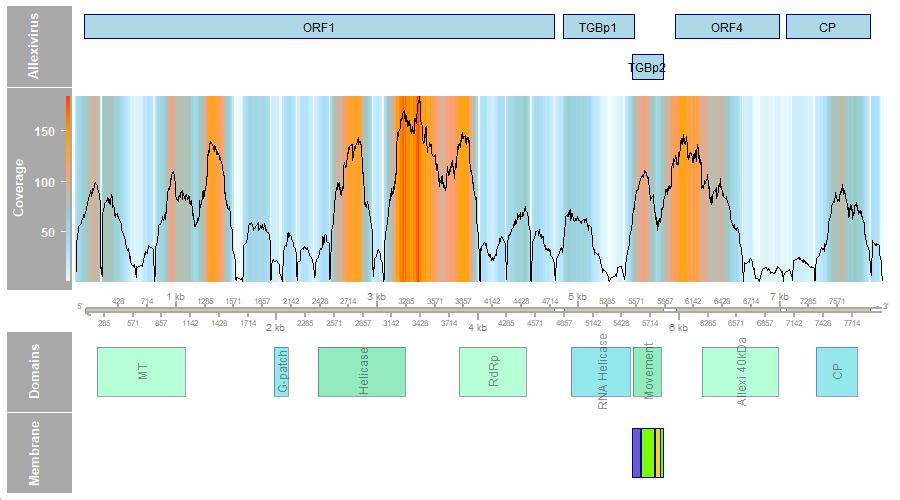 Allexivirus
ORF1
TGBp1
ORF4
CP
TGBp2
Coverage
150
100
50
1 kb 3 kb 5 kb 7 kb
428 714 1285 1571 1857 2142 2428 2714 3285 3571 3857 4142 4428 4714 5285 5571 5857 6142 6428 6714 7285 7571
5' 3'
285 571 857 1142 1428 1714 2285 2571 2857 3142 3428 3714 4285 4571 4857 5142 5428 5714 6285 6571 6857 7142 7428 7714
2 kb 4 kb 6 kb
Domains
MT
G-patch
Helicase
RdRp
RNA Helicase
Movement
Allexi 40kDa
CP
Membrane